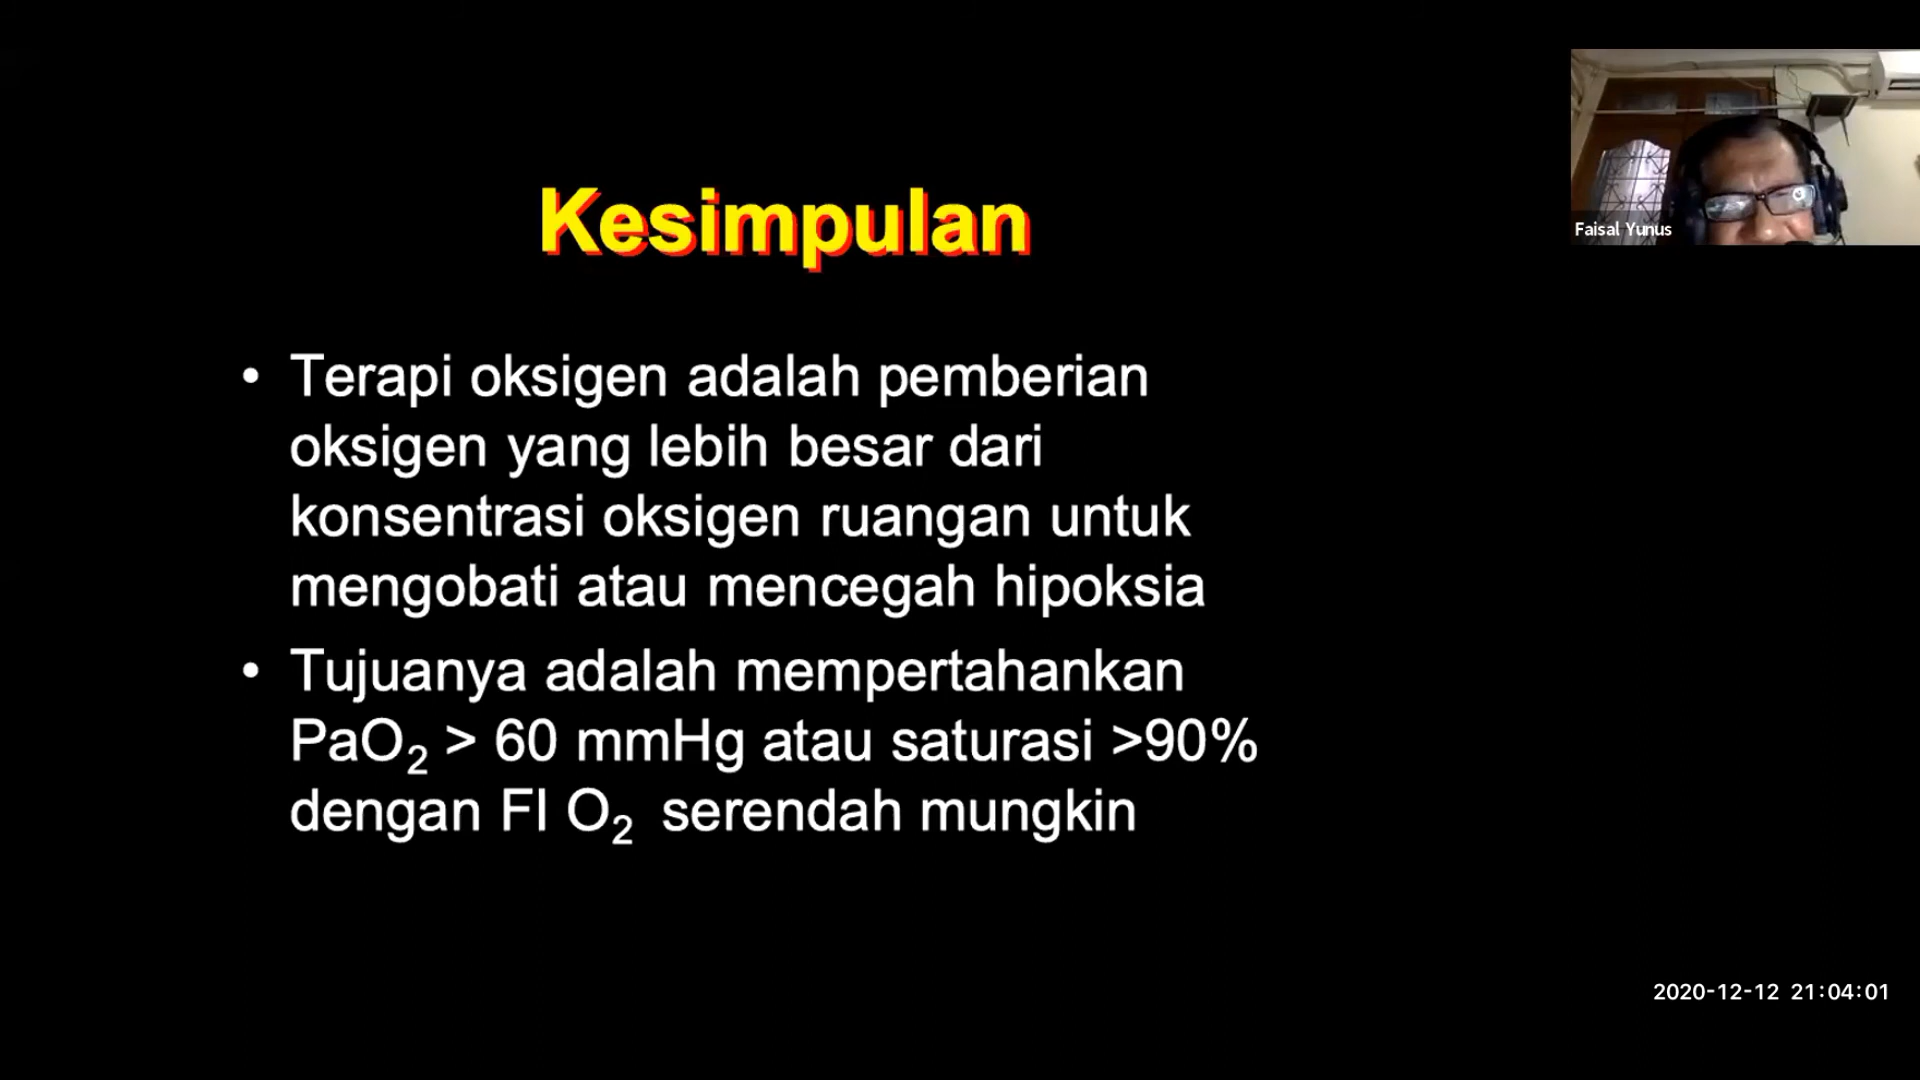 Kesimpulan
• Terapi oksigen adalah pemberian
oksigen yang lebih besar dari
konsentrasi oksigen ruangan untuk
mengobati atau mencegah hipoksia
• Tujuanya adalah mempertahankan
PaO₂ > 60 mmHg atau saturasi >90%
dengan FI O₂ serendah mungkin
Faisal Yunus
2020-12-12 21:04:01